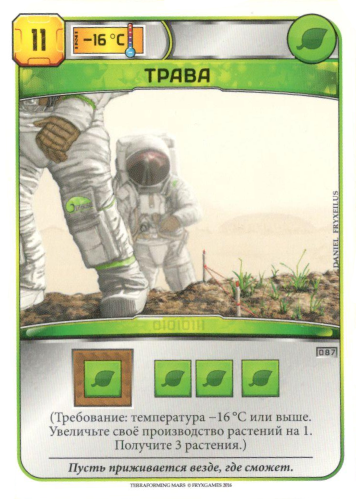 11
-16 °C
ТРАВА
DANIEL FRYXELIUS
087
(Требование: температура −16 °C или выше.
Увеличьте своё производство растений на 1.
Получите 3 растения.)
Пусть приживается везде, где сможет.
TERRAFORMING MARS © FRYXGAMES 2016